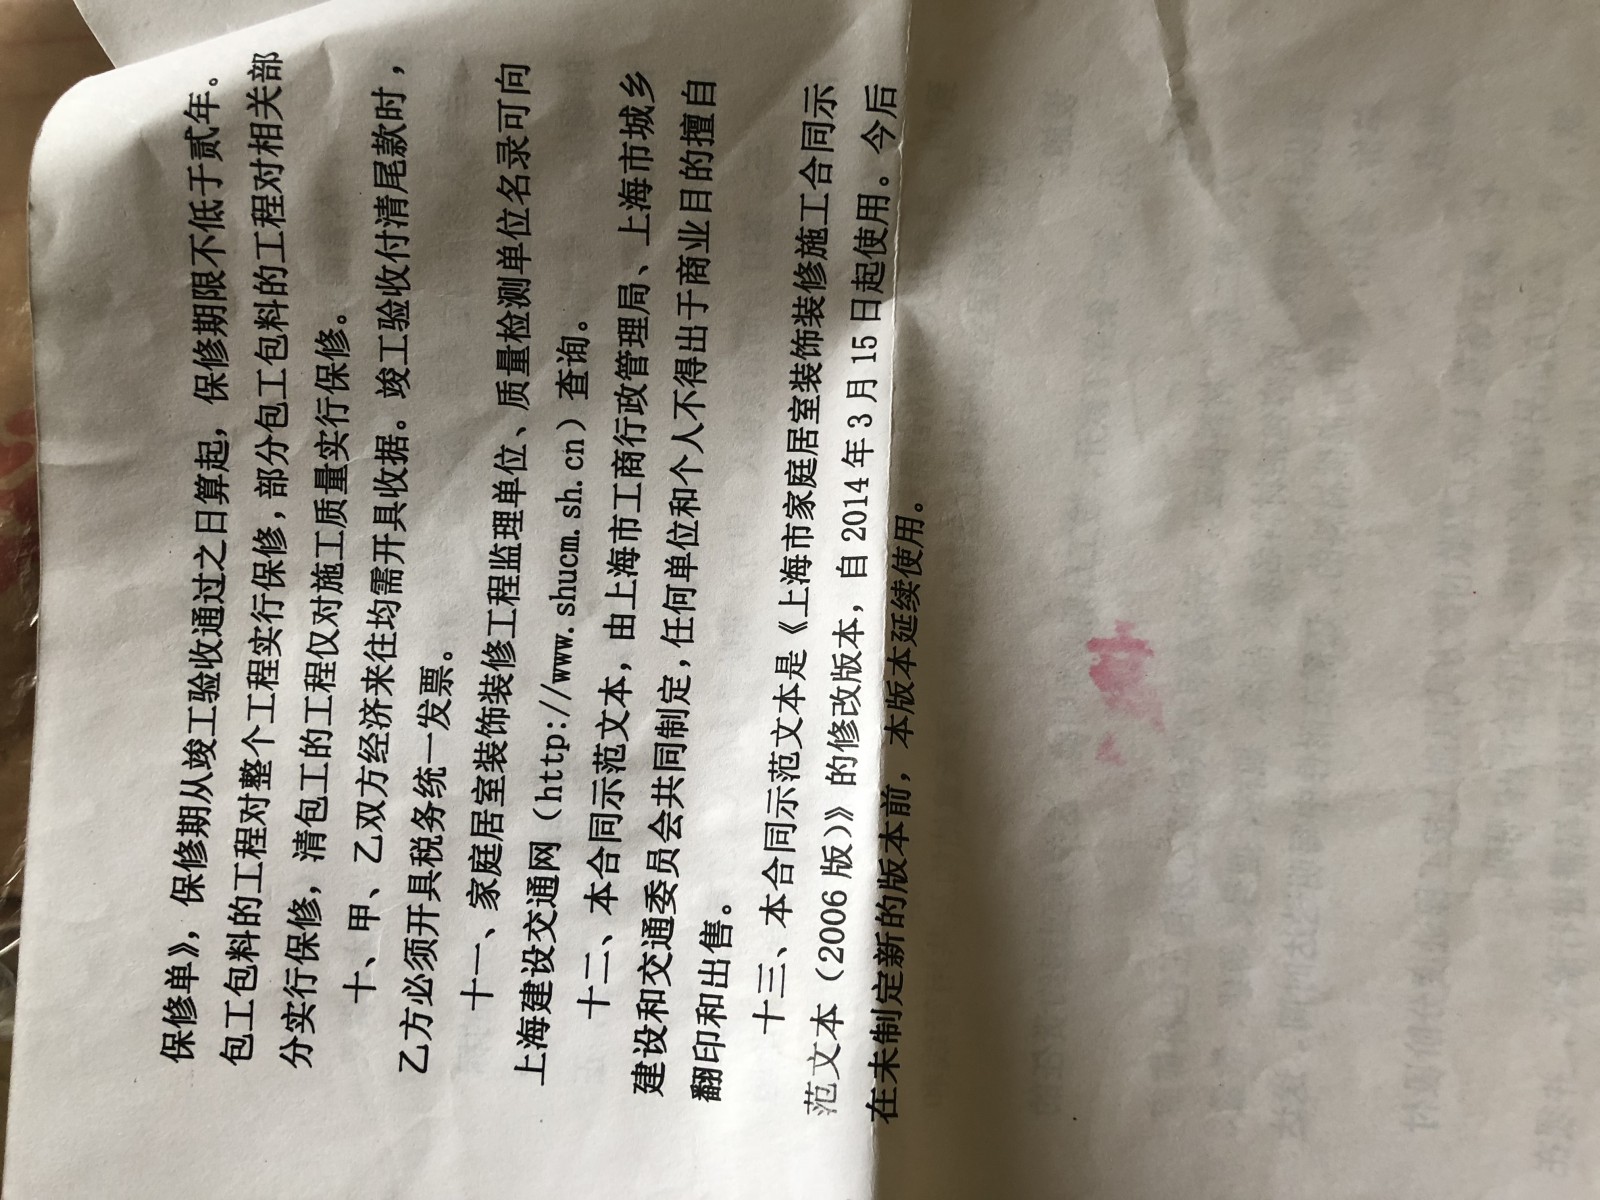 保修单》，保修期从竣工验收通过之日算起，保修期限不低于贰年。
包工包料的工程对整个工程实行保修，部分包工包料的工程对相关部
分实行保修，清包工的工程仅对施工质量实行保修。
十、甲、乙双方经济来往均需开具收据。竣工验收付清尾款时，
乙方必须开具税务统一发票。
十一、家庭居室装饰装修工程监理单位、质量检测单位名录可向
上海建设交通网（http://www.shucm.sh.cn）查询。
十二、本合同示范文本，由上海市工商行政管理局、上海市城乡
建设和交通委员会共同制定，任何单位和个人不得出于商业目的擅自
翻印和出售。
十三、本合同示范文本是《上海市家庭居室装饰装修施工合同示
范文本（2006 版）》的修改版本，自 2014 年 3 月 15 日起使用。今后
在未制定新的版本前，本版本延续使用。